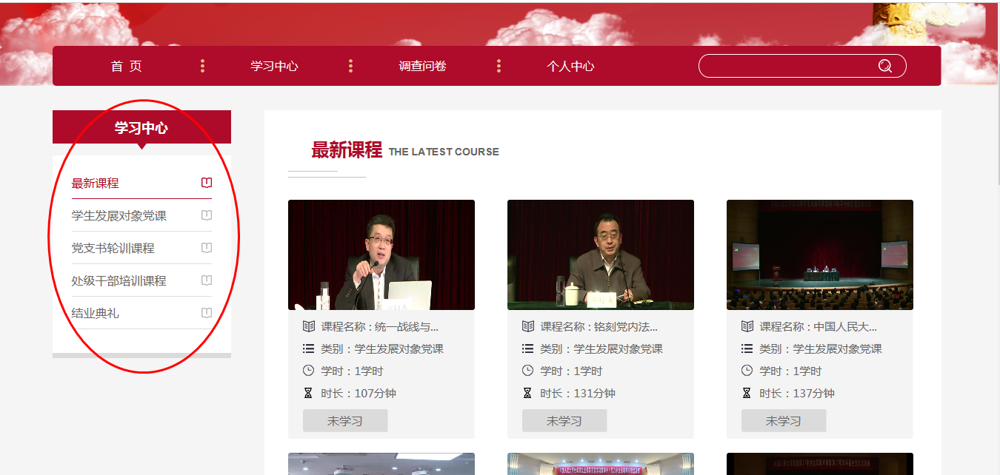 首 页 学习中心 调查问卷 个人中心
学习中心
最新课程
学生发展对象党课
党支书轮训课程
处级干部培训课程
结业典礼
最新课程 THE LATEST COURSE
课程名称 : 统一战线与...
类别 : 学生发展对象党课
学时 : 1学时
时长 : 107分钟
未学习
课程名称 : 铭刻党内法...
类别 : 学生发展对象党课
学时 : 1学时
时长 : 131分钟
未学习
课程名称 : 中国人民大...
类别 : 学生发展对象党课
学时 : 1学时
时长 : 137分钟
未学习